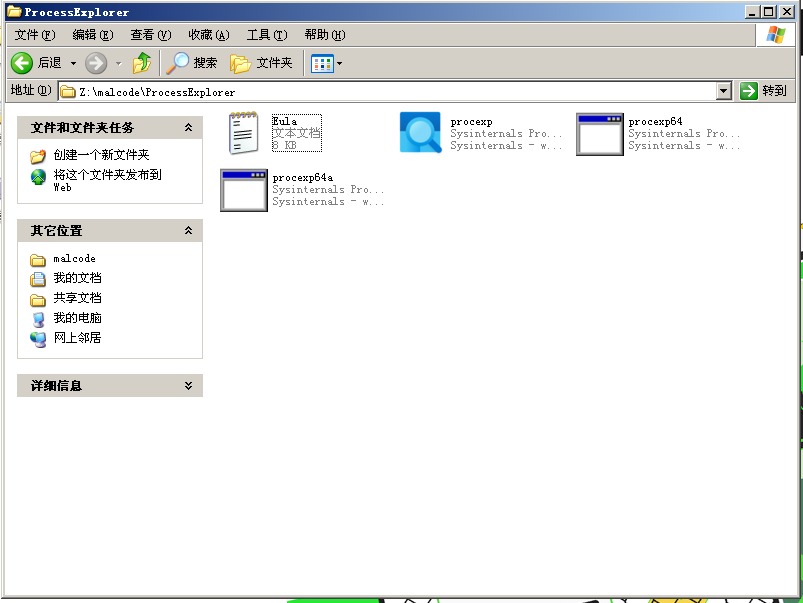 ProcessExplorer
文件(F) 编辑(E) 查看(V) 收藏(A) 工具(T) 帮助(H)
后退 搜索 文件夹
地址(D) Z:\malcode\ProcessExplorer 转到
文件和文件夹任务
创建一个新文件夹
将这个文件夹发布到
Web
其它位置
malcode
我的文档
共享文档
我的电脑
网上邻居
详细信息
Eula
文本文档
8 KB
procexp
Sysinternals Pro...
Sysinternals - w...
procexp64
Sysinternals Pro...
Sysinternals - w...
procexp64a
Sysinternals Pro...
Sysinternals - w...